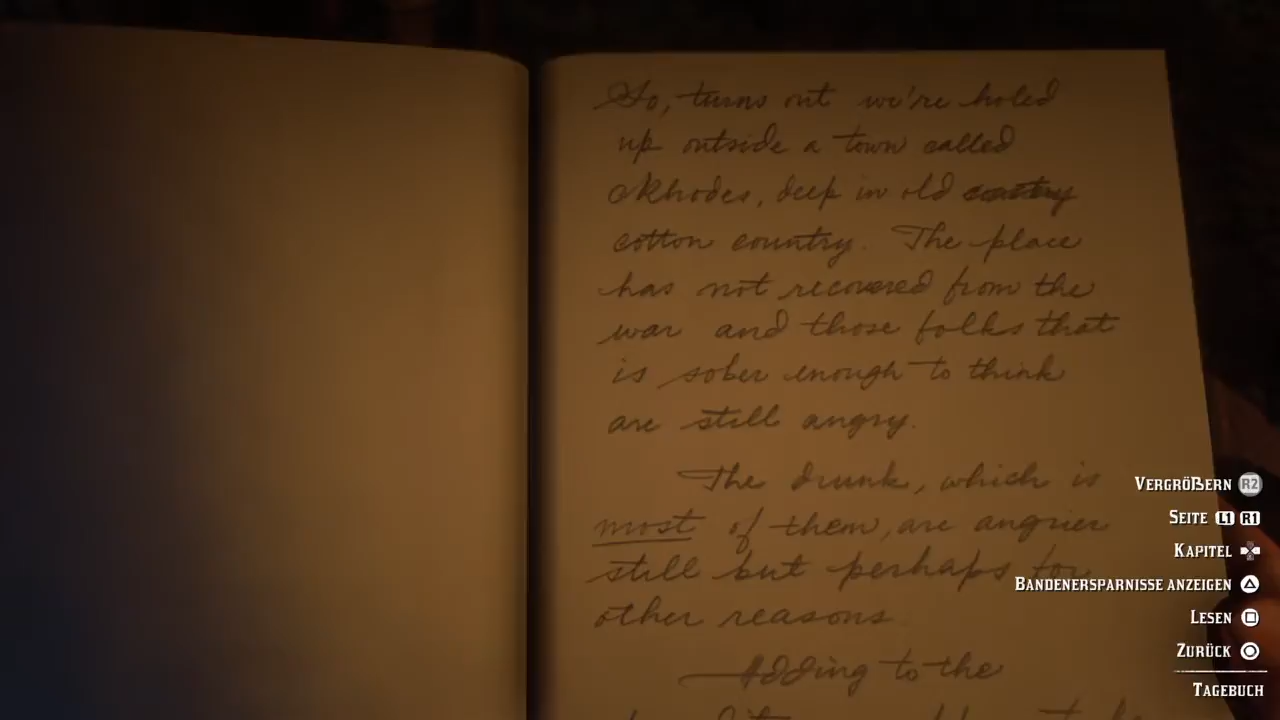 So, turns out we're holed
up outside a town called
Rhodes, deep in old country
cotton country. The place
has not recovered from the
war and those folks that
is sober enough to think
are still angry.
The drunk, which is
most of them, are angrier
still but perhaps for
other reasons.
Adding to the
VERGRÖẞERN R2
SEITE L1 R1
KAPITEL
BANDENERSPARNISSE ANZEIGEN
LESEN
ZURÜCK
TAGEBUCH